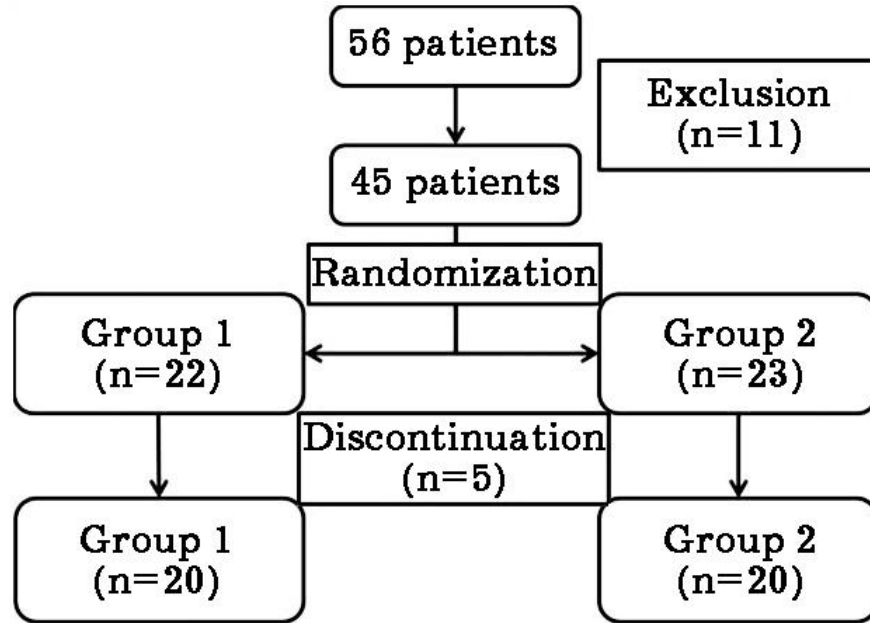 56 patients
Exclusion
(n=11)
45 patients
Randomization
Group 1
(n=22)
Group 2
(n=23)
Discontinuation
(n=5)
Group 1
(n=20)
Group 2
(n=20)